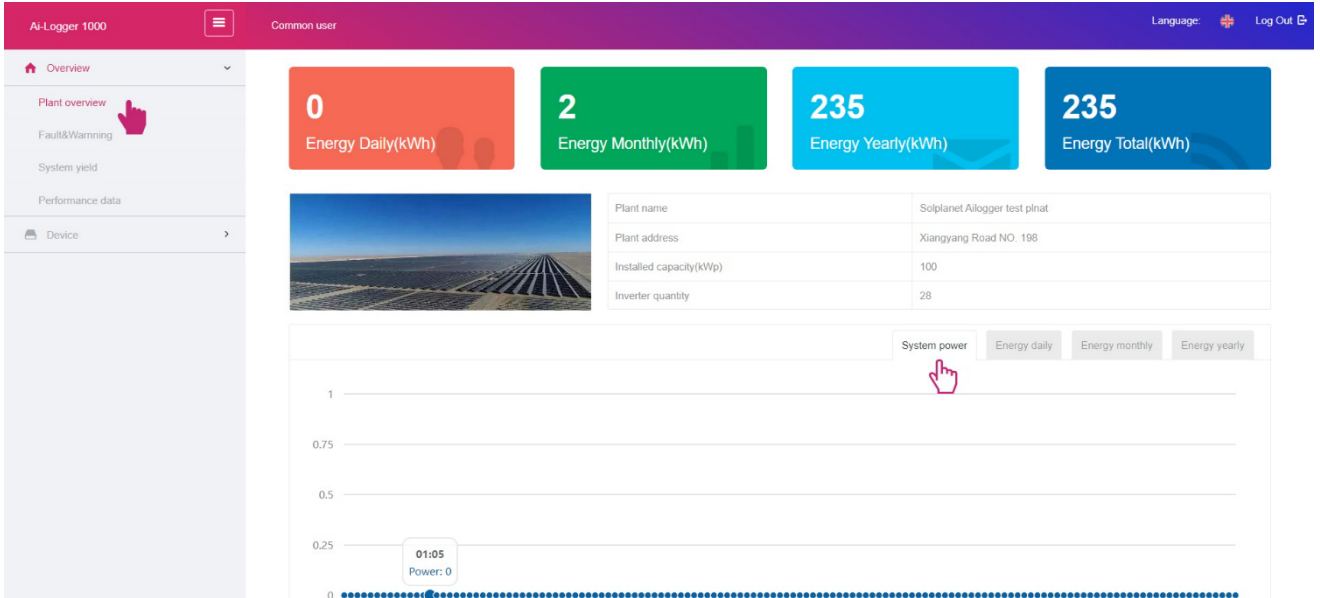 Ai-Logger 1000
Common user
Language:
Log Out
Overview
Plant overview
Fault&Warnning
System yield
Performance data
Device
0
Energy Daily(kWh)
2
Energy Monthly(kWh)
235
Energy Yearly(kWh)
235
Energy Total(kWh)
Plant name Solplanet Ailogger test plnat
Plant address Xiangyang Road NO. 198
Installed capacity(kWp) 100
Inverter quantity 28
System power Energy daily Energy monthly Energy yearly
1
0.75
0.5
0.25
01:05
Power: 0
0